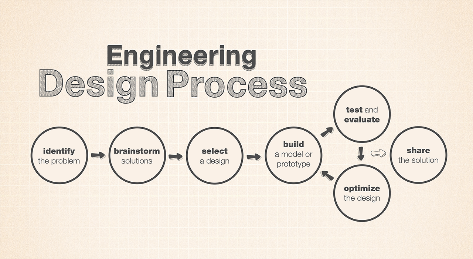 Engineering
Design Process
identify
the problem
brainstorm
solutions
select
a design
build
a model or
prototype
test and
evaluate
optimize
the design
share
the solution